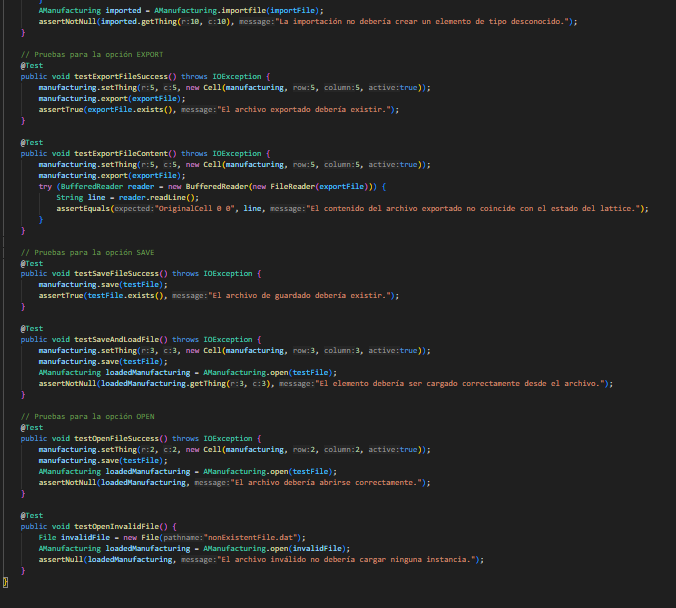 }
AManufacturing imported = AManufacturing.importfile(importFile);
assertNotNull(imported.getThing(r:10, c:10), message:"La importación no debería crear un elemento de tipo desconocido.");
}
// Pruebas para la opción EXPORT
@Test
public void testExportFileSuccess() throws IOException {
manufacturing.setThing(r:5, c:5, new Cell(manufacturing, row:5, column:5, active:true));
manufacturing.export(exportFile);
assertTrue(exportFile.exists(), message:"El archivo exportado debería existir.");
}
@Test
public void testExportFileContent() throws IOException {
manufacturing.setThing(r:5, c:5, new Cell(manufacturing, row:5, column:5, active:true));
manufacturing.export(exportFile);
try (BufferedReader reader = new BufferedReader(new FileReader(exportFile))) {
String line = reader.readLine();
assertEquals(expected:"OriginalCell 0 0", line, message:"El contenido del archivo exportado no coincide con el estado del lattice.");
}
}
// Pruebas para la opción SAVE
@Test
public void testSaveFileSuccess() throws IOException {
manufacturing.save(testFile);
assertTrue(testFile.exists(), message:"El archivo de guardado debería existir.");
}
@Test
public void testSaveAndLoadFile() throws IOException {
manufacturing.setThing(r:3, c:3, new Cell(manufacturing, row:3, column:3, active:true));
manufacturing.save(testFile);
AManufacturing loadedManufacturing = AManufacturing.open(testFile);
assertNotNull(loadedManufacturing.getThing(r:3, c:3), message:"El elemento debería ser cargado correctamente desde el archivo.");
}
// Pruebas para la opción OPEN
@Test
public void testOpenFileSuccess() throws IOException {
manufacturing.setThing(r:2, c:2, new Cell(manufacturing, row:2, column:2, active:true));
manufacturing.save(testFile);
AManufacturing loadedManufacturing = AManufacturing.open(testFile);
assertNotNull(loadedManufacturing, message:"El archivo debería abrirse correctamente.");
}
@Test
public void testOpenInvalidFile() {
File invalidFile = new File(pathname:"nonExistentFile.dat");
AManufacturing loadedManufacturing = AManufacturing.open(invalidFile);
assertNull(loadedManufacturing, message:"El archivo inválido no debería cargar ninguna instancia.");
}
}